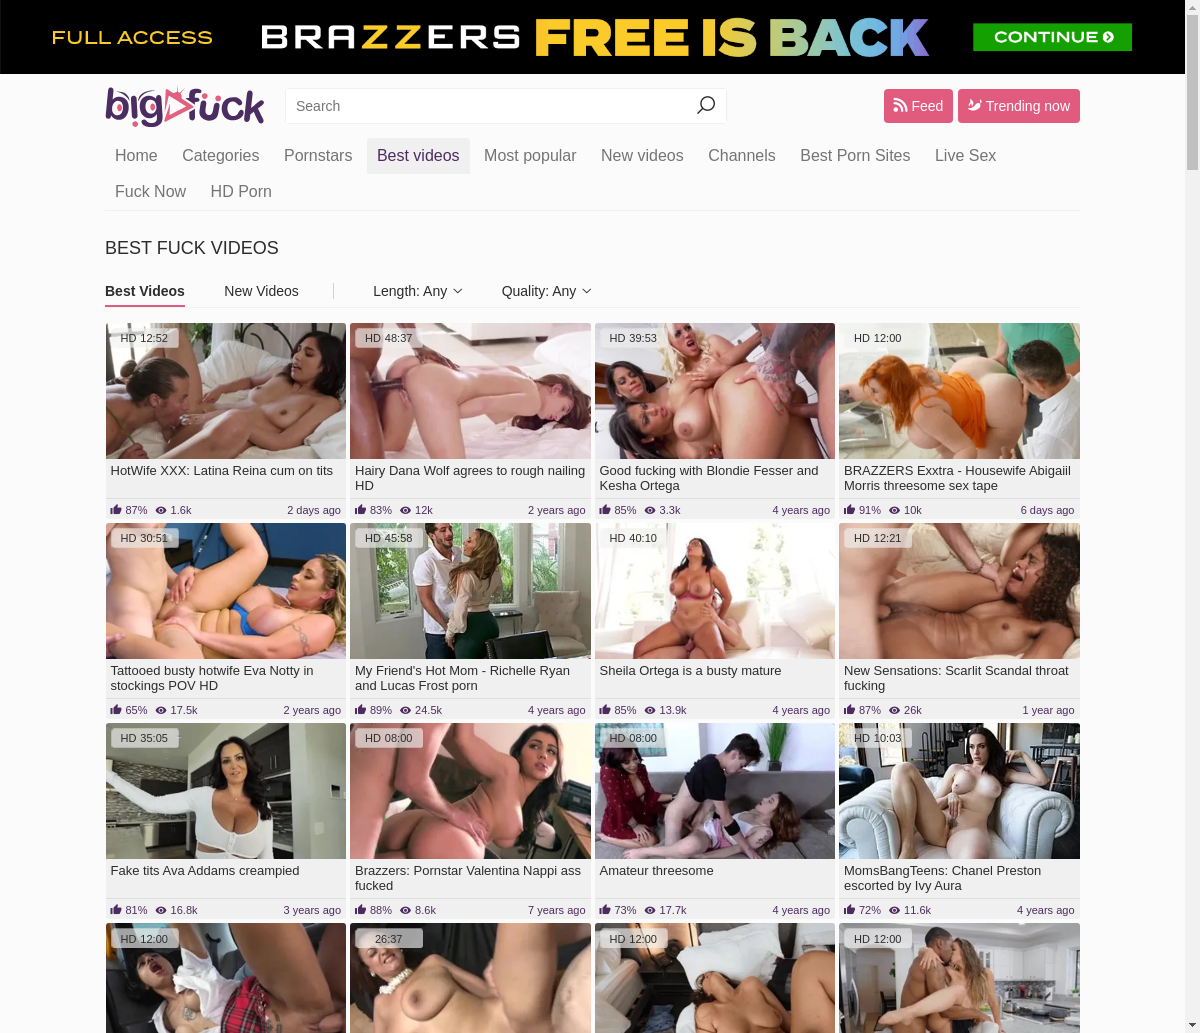 FULL ACCESS
BRAZZERS
FREE IS BACK
CONTINUE
bigfuck
Search
Feed
Trending now
Home Categories Pornstars Best videos Most popular New videos Channels Best Porn Sites Live Sex
Fuck Now HD Porn
BEST FUCK VIDEOS
Best Videos New Videos Length: Any Quality: Any
HD 12:52
HD 48:37
HD 39:53
HD 12:00
HotWife XXX: Latina Reina cum on tits
87% 1.6k 2 days ago
Hairy Dana Wolf agrees to rough nailing
HD
83% 12k 2 years ago
Good fucking with Blondie Fesser and
Kesha Ortega
85% 3.3k 4 years ago
BRAZZERS Exxtra - Housewife Abigaiil
Morris threesome sex tape
91% 10k 6 days ago
HD 30:51
HD 45:58
HD 40:10
HD 12:21
Tattooed busty hotwife Eva Notty in
stockings POV HD
65% 17.5k 2 years ago
My Friend's Hot Mom - Richelle Ryan
and Lucas Frost porn
89% 24.5k 4 years ago
Sheila Ortega is a busty mature
85% 13.9k 4 years ago
New Sensations: Scarlit Scandal throat
fucking
87% 26k 1 year ago
HD 35:05
HD 08:00
HD 08:00
HD 10:03
Fake tits Ava Addams creampied
81% 16.8k 3 years ago
Brazzers: Pornstar Valentina Nappi ass
fucked
88% 8.6k 7 years ago
Amateur threesome
73% 17.7k 4 years ago
MomsBangTeens: Chanel Preston
escorted by Ivy Aura
72% 11.6k 4 years ago
HD 12:00
26:37
HD 12:00
HD 12:00